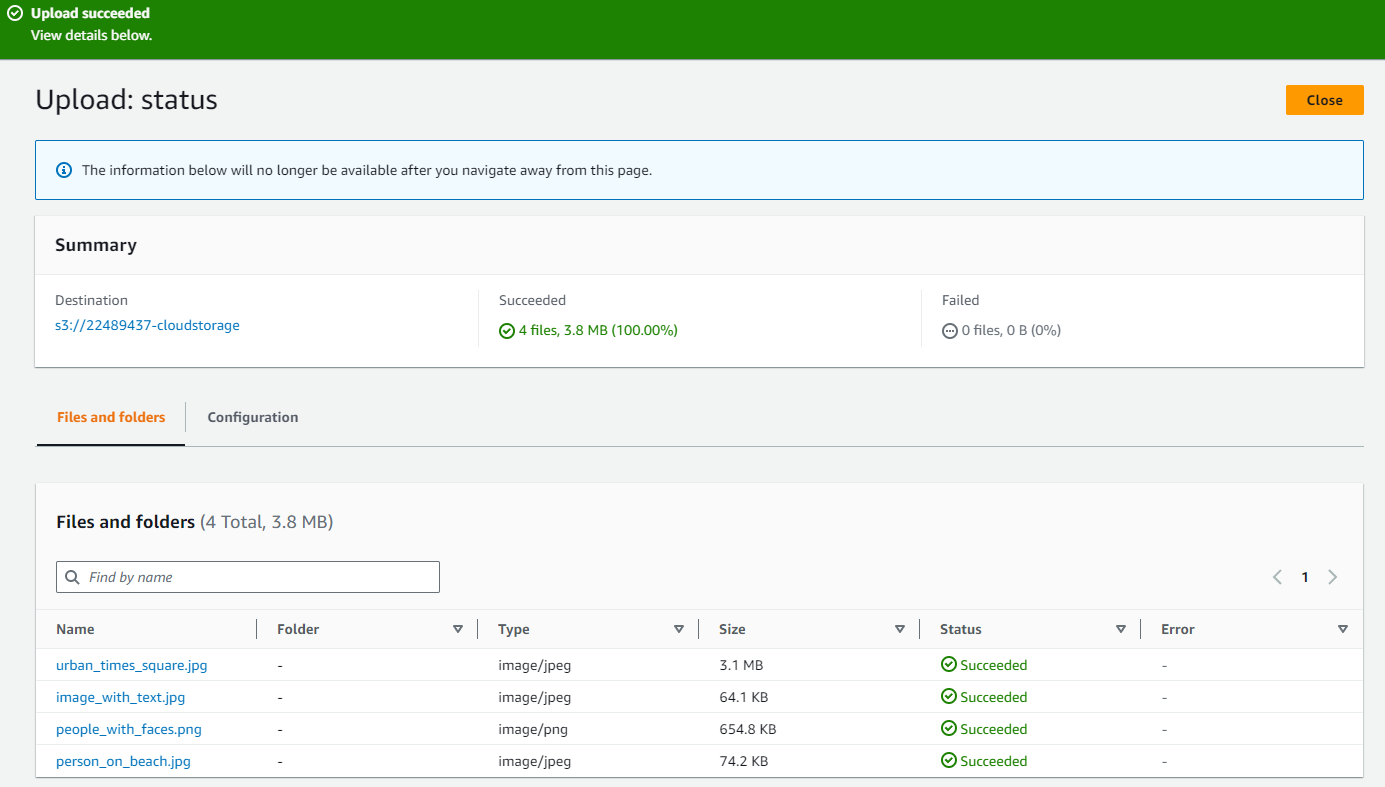 Upload succeeded
View details below.
Upload: status
Close
The information below will no longer be available after you navigate away from this page.
Summary
Destination
s3://22489437-cloudstorage
Succeeded
4 files, 3.8 MB (100.00%)
Failed
0 files, 0 B (0%)
Files and folders Configuration
Files and folders (4 Total, 3.8 MB)
Find by name
1
Name Folder Type Size Status Error
urban_times_square.jpg - image/jpeg 3.1 MB Succeeded -
image_with_text.jpg - image/jpeg 64.1 KB Succeeded -
people_with_faces.png - image/png 654.8 KB Succeeded -
person_on_beach.jpg - image/jpeg 74.2 KB Succeeded -